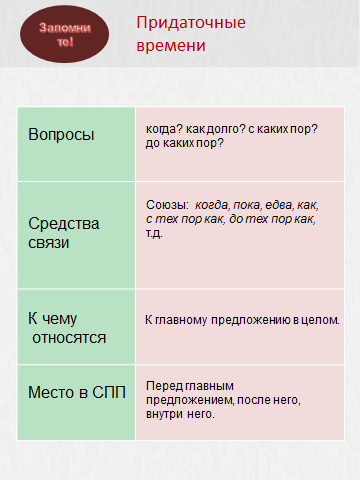 Запомни
те!
Придаточные
времени
Вопросы
когда? как долго? с каких пор?
до каких пор?
Средства
связи
Союзы: когда, пока, едва, как,
с тех пор как, до тех пор как,
т.д.
К чему
относятся
К главному предложению в целом.
Место в СПП
Перед главным
предложением, после него,
внутри него.